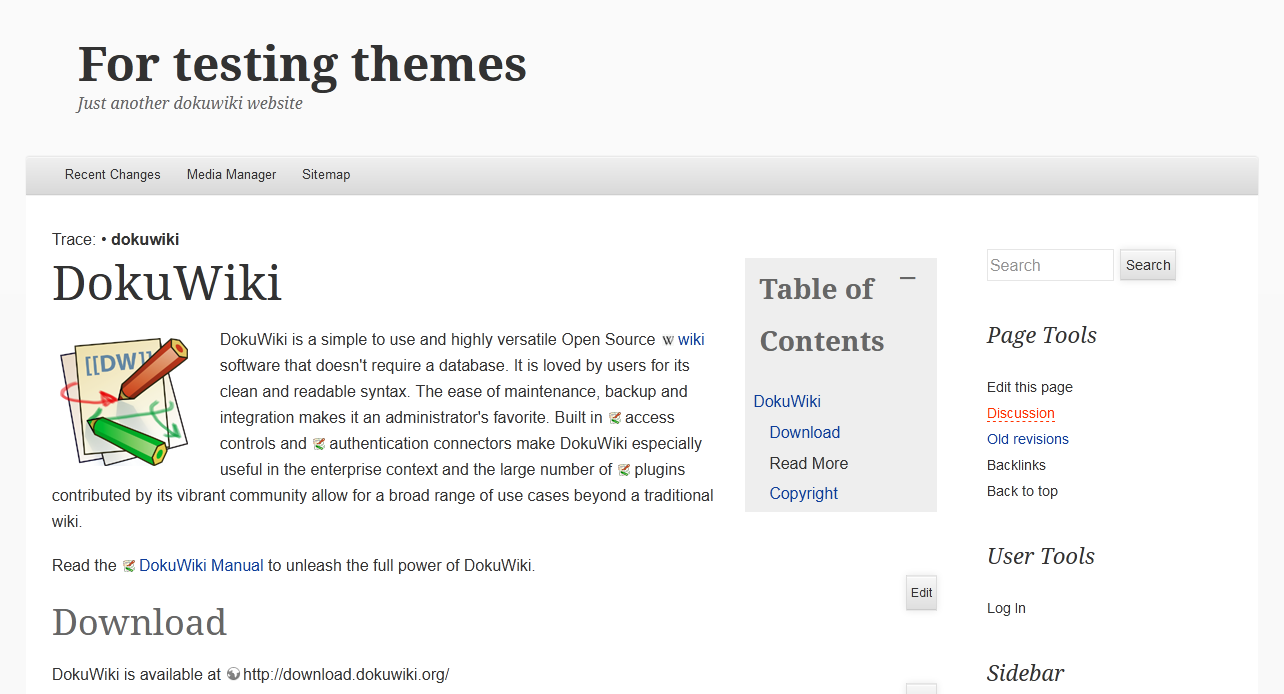 For testing themes
Just another dokuwiki website
Recent Changes
Media Manager
Sitemap
Trace: • dokuwiki
DokuWiki
[[DW]]
DokuWiki is a simple to use and highly versatile Open Source W wiki
software that doesn't require a database. It is loved by users for its
clean and readable syntax. The ease of maintenance, backup and
integration makes it an administrator's favorite. Built in access
controls and authentication connectors make DokuWiki especially
useful in the enterprise context and the large number of plugins
contributed by its vibrant community allow for a broad range of use cases beyond a traditional
wiki.
Read the DokuWiki Manual to unleash the full power of DokuWiki.
Edit
Download
DokuWiki is available at http://download.dokuwiki.org/
Table of
Contents
DokuWiki
Download
Read More
Copyright
Search
Search
Page Tools
Edit this page
Discussion
Old revisions
Backlinks
Back to top
User Tools
Log In
Sidebar